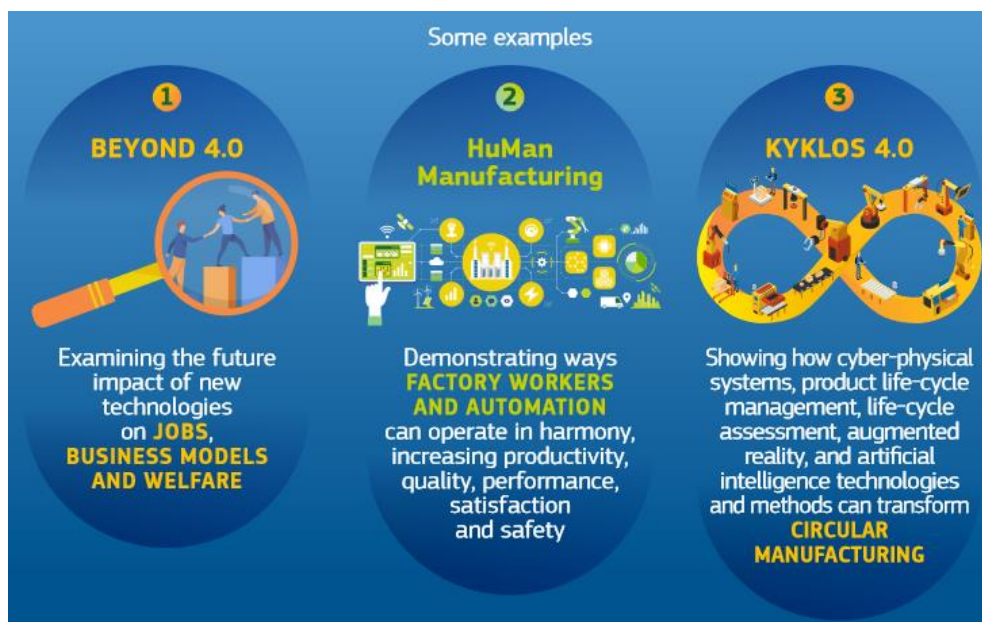 Some examples
1
BEYOND 4.0
Examining the future
impact of new
technologies
on JOBS,
BUSINESS MODELS
AND WELFARE
2
HuMan
Manufacturing
Demonstrating ways
FACTORY WORKERS
AND AUTOMATION
can operate in harmony,
increasing productivity,
quality, performance,
satisfaction
and safety
3
KYKLOS 4.0
Showing how cyber-physical
systems, product life-cycle
management, life-cycle
assessment, augmented
reality, and artificial
intelligence technologies
and methods can transform
CIRCULAR
MANUFACTURING